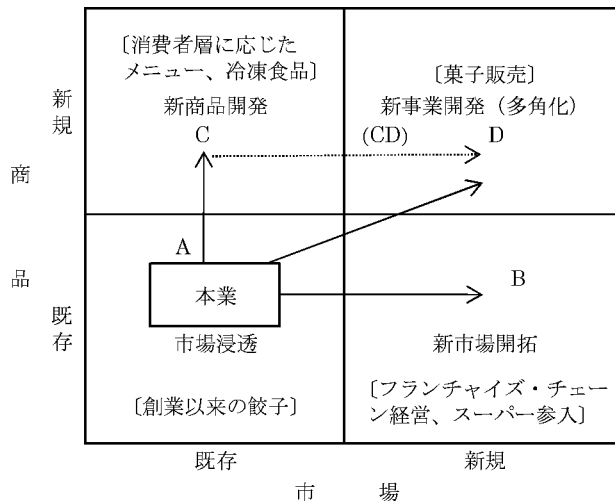 〔消費者層に応じた
メニュー、冷凍食品〕
新商品開発
C
〔菓子販売〕
新事業開発（多角化）
(CD)
D
新
規
商
品
既
存
A
本業
市場浸透
〔創業以来の餃子〕
B
新市場開拓
〔フランチャイズ・チェー
ン経営、スーパー参入〕
既存
新規
市　　場